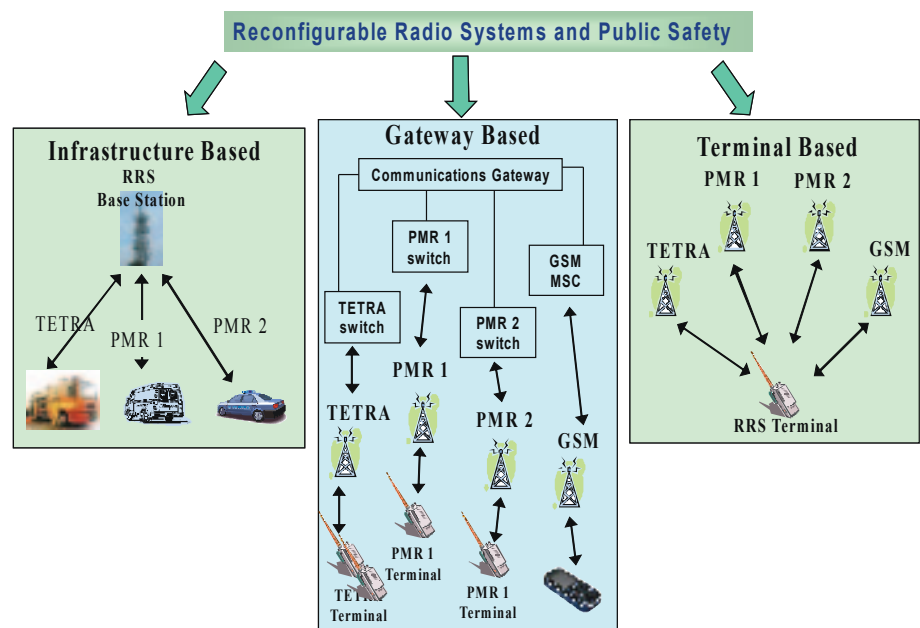 Reconfigurable Radio Systems and Public Safety
Infrastructure Based
RRS
Base Station
TETRA
PMR 1
PMR 2
Gateway Based
Communications Gateway
PMR 1
switch
GSM
MSC
TETRA
switch
PMR 2
switch
PMR 1
TETRA
PMR 2
GSM
PMR 1
Terminal
TETRA
Terminal
PMR 1
Terminal
Terminal Based
PMR 1
PMR 2
TETRA
GSM
RRS Terminal